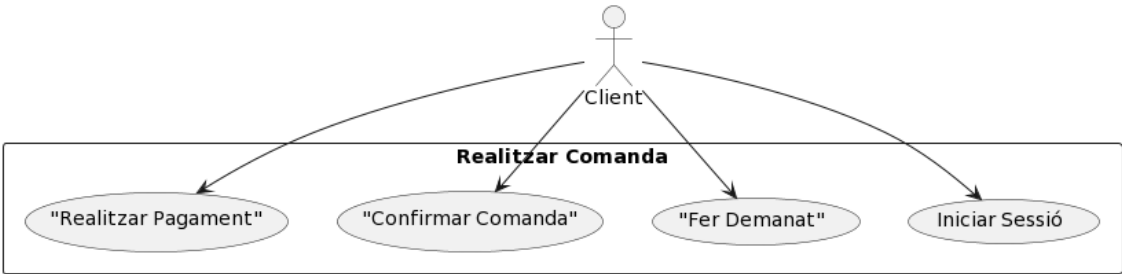 Client
Realitzar Comanda
"Realitzar Pagament"
"Confirmar Comanda"
"Fer Demanat"
Iniciar Sessió